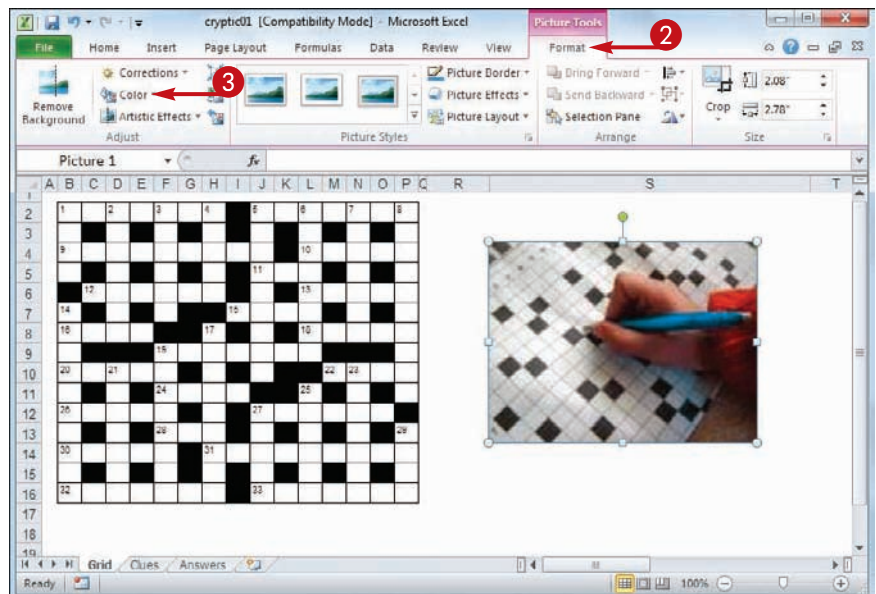 cryptic01 [Compatibility Mode] - Microsoft Excel
Picture Tools
File Home Insert Page Layout Formulas Data Review View Format
2
Remove Background
Corrections
Color
3
Artistic Effects
Adjust
Picture Styles
Picture Border
Picture Effects
Picture Layout
Bring Forward
Send Backward
Selection Pane
Arrange
Crop
2.08"
2.78"
Size
Picture 1
fx
A B C D E F G H I J K L M N O P Q R S T
1
2 1 2 3 4 5 6 7 8
3
4 9 10
5 11
6 12 13
7 14 15
8 16 17 18
9
10 20 21 22 23
11 24 25
12 26 27
13 28 29
14 30 31
15
16 32 33
17
18
19
Grid Clues Answers
Ready 100%